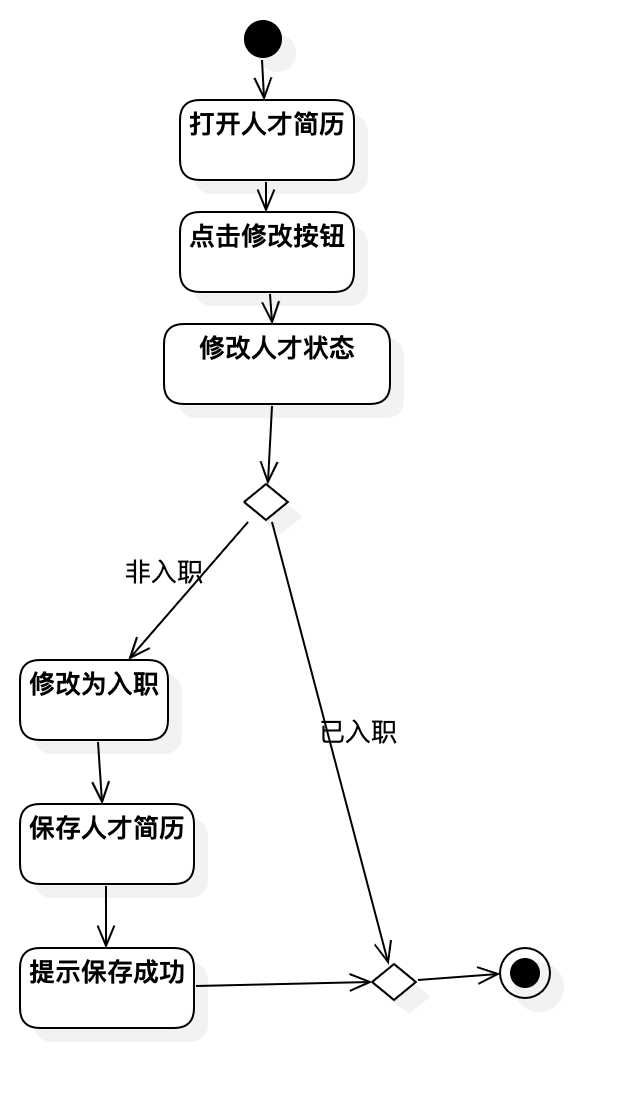 打开人才简历
点击修改按钮
修改人才状态
非入职
修改为入职
已入职
保存人才简历
提示保存成功